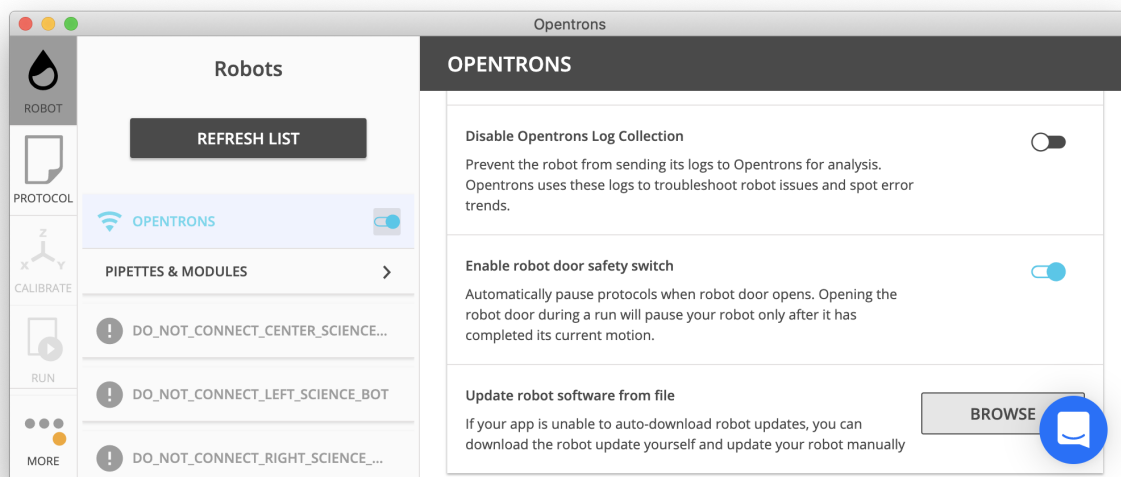 Opentrons
ROBOT
PROTOCOL
Z
X
Y
CALIBRATE
RUN
MORE
Robots
REFRESH LIST
OPENTRONS
PIPETTES & MODULES
DO_NOT_CONNECT_CENTER_SCIENCE...
DO_NOT_CONNECT_LEFT_SCIENCE_BOT
DO_NOT_CONNECT_RIGHT_SCIENCE_...
OPENTRONS
Disable Opentrons Log Collection
Prevent the robot from sending its logs to Opentrons for analysis.
Opentrons uses these logs to troubleshoot robot issues and spot error
trends.
Enable robot door safety switch
Automatically pause protocols when robot door opens. Opening the
robot door during a run will pause your robot only after it has
completed its current motion.
Update robot software from file
If your app is unable to auto-download robot updates, you can
download the robot update yourself and update your robot manually
BROWSE